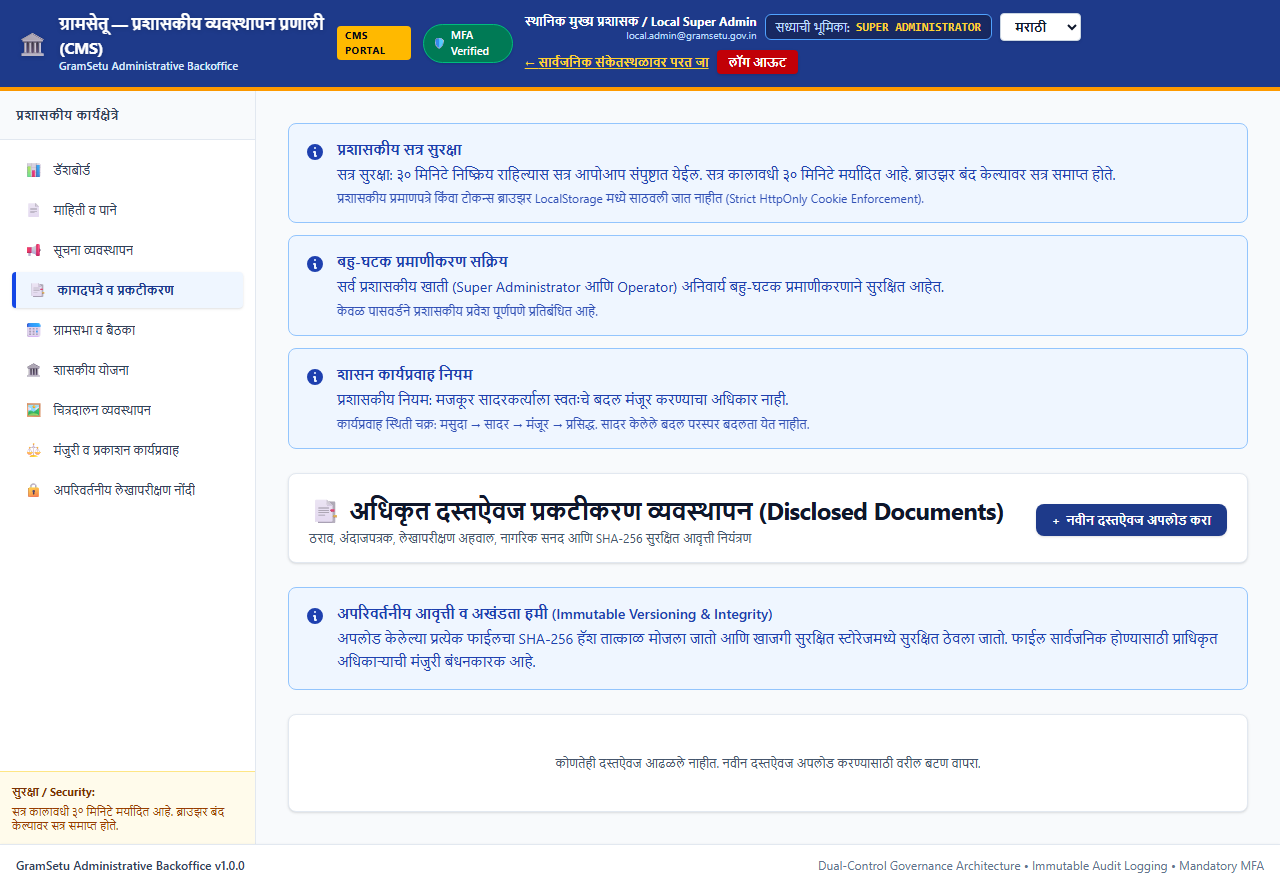 ग्रामसेतू — प्रशासकीय व्यवस्थापन प्रणाली
(CMS)
GramSetu Administrative Backoffice
CMS
PORTAL
MFA
Verified
स्थानिक मुख्य प्रशासक / Local Super Admin
local.admin@gramsetu.gov.in
सध्याची भूमिका: SUPER ADMINISTRATOR
मराठी
← सार्वजनिक संकेतस्थळावर परत जा
लॉग आऊट
प्रशासकीय कार्यक्षेत्रे
डॅशबोर्ड
माहिती व पाने
सूचना व्यवस्थापन
कागदपत्रे व प्रकटीकरण
ग्रामसभा व बैठका
शासकीय योजना
चित्रदालन व्यवस्थापन
मंजुरी व प्रकाशन कार्यप्रवाह
अपरिवर्तनीय लेखापरीक्षण नोंदी
सुरक्षा / Security:
सत्र कालावधी ३० मिनिटे मर्यादित आहे. ब्राउझर बंद
केल्यावर सत्र समाप्त होते.
प्रशासकीय सत्र सुरक्षा
सत्र सुरक्षा: ३० मिनिटे निष्क्रिय राहिल्यास सत्र आपोआप संपुष्टात येईल. सत्र कालावधी ३० मिनिटे मर्यादित आहे. ब्राउझर बंद केल्यावर सत्र समाप्त होते.
प्रशासकीय प्रमाणपत्रे किंवा टोकन्स ब्राउझर LocalStorage मध्ये साठवली जात नाहीत (Strict HttpOnly Cookie Enforcement).
बहु-घटक प्रमाणीकरण सक्रिय
सर्व प्रशासकीय खाती (Super Administrator आणि Operator) अनिवार्य बहु-घटक प्रमाणीकरणाने सुरक्षित आहेत.
केवळ पासवर्डने प्रशासकीय प्रवेश पूर्णपणे प्रतिबंधित आहे.
शासन कार्यप्रवाह नियम
प्रशासकीय नियम: मजकूर सादरकर्त्याला स्वतःचे बदल मंजूर करण्याचा अधिकार नाही.
कार्यप्रवाह स्थिती चक्र: मसुदा → सादर → मंजूर → प्रसिद्ध. सादर केलेले बदल परस्पर बदलता येत नाहीत.
अधिकृत दस्तऐवज प्रकटीकरण व्यवस्थापन (Disclosed Documents)
ठराव, अंदाजपत्रक, लेखापरीक्षण अहवाल, नागरिक सनद आणि SHA-256 सुरक्षित आवृत्ती नियंत्रण
+ नवीन दस्तऐवज अपलोड करा
अपरिवर्तनीय आवृत्ती व अखंडता हमी (Immutable Versioning & Integrity)
अपलोड केलेल्या प्रत्येक फाईलचा SHA-256 हॅश तात्काळ मोजला जातो आणि खाजगी सुरक्षित स्टोरेजमध्ये सुरक्षित ठेवला जातो. फाईल सार्वजनिक होण्यासाठी प्राधिकृत
अधिकाऱ्याची मंजुरी बंधनकारक आहे.
कोणतेही दस्तऐवज आढळले नाहीत. नवीन दस्तऐवज अपलोड करण्यासाठी वरील बटण वापरा.
GramSetu Administrative Backoffice v1.0.0
Dual-Control Governance Architecture • Immutable Audit Logging • Mandatory MFA